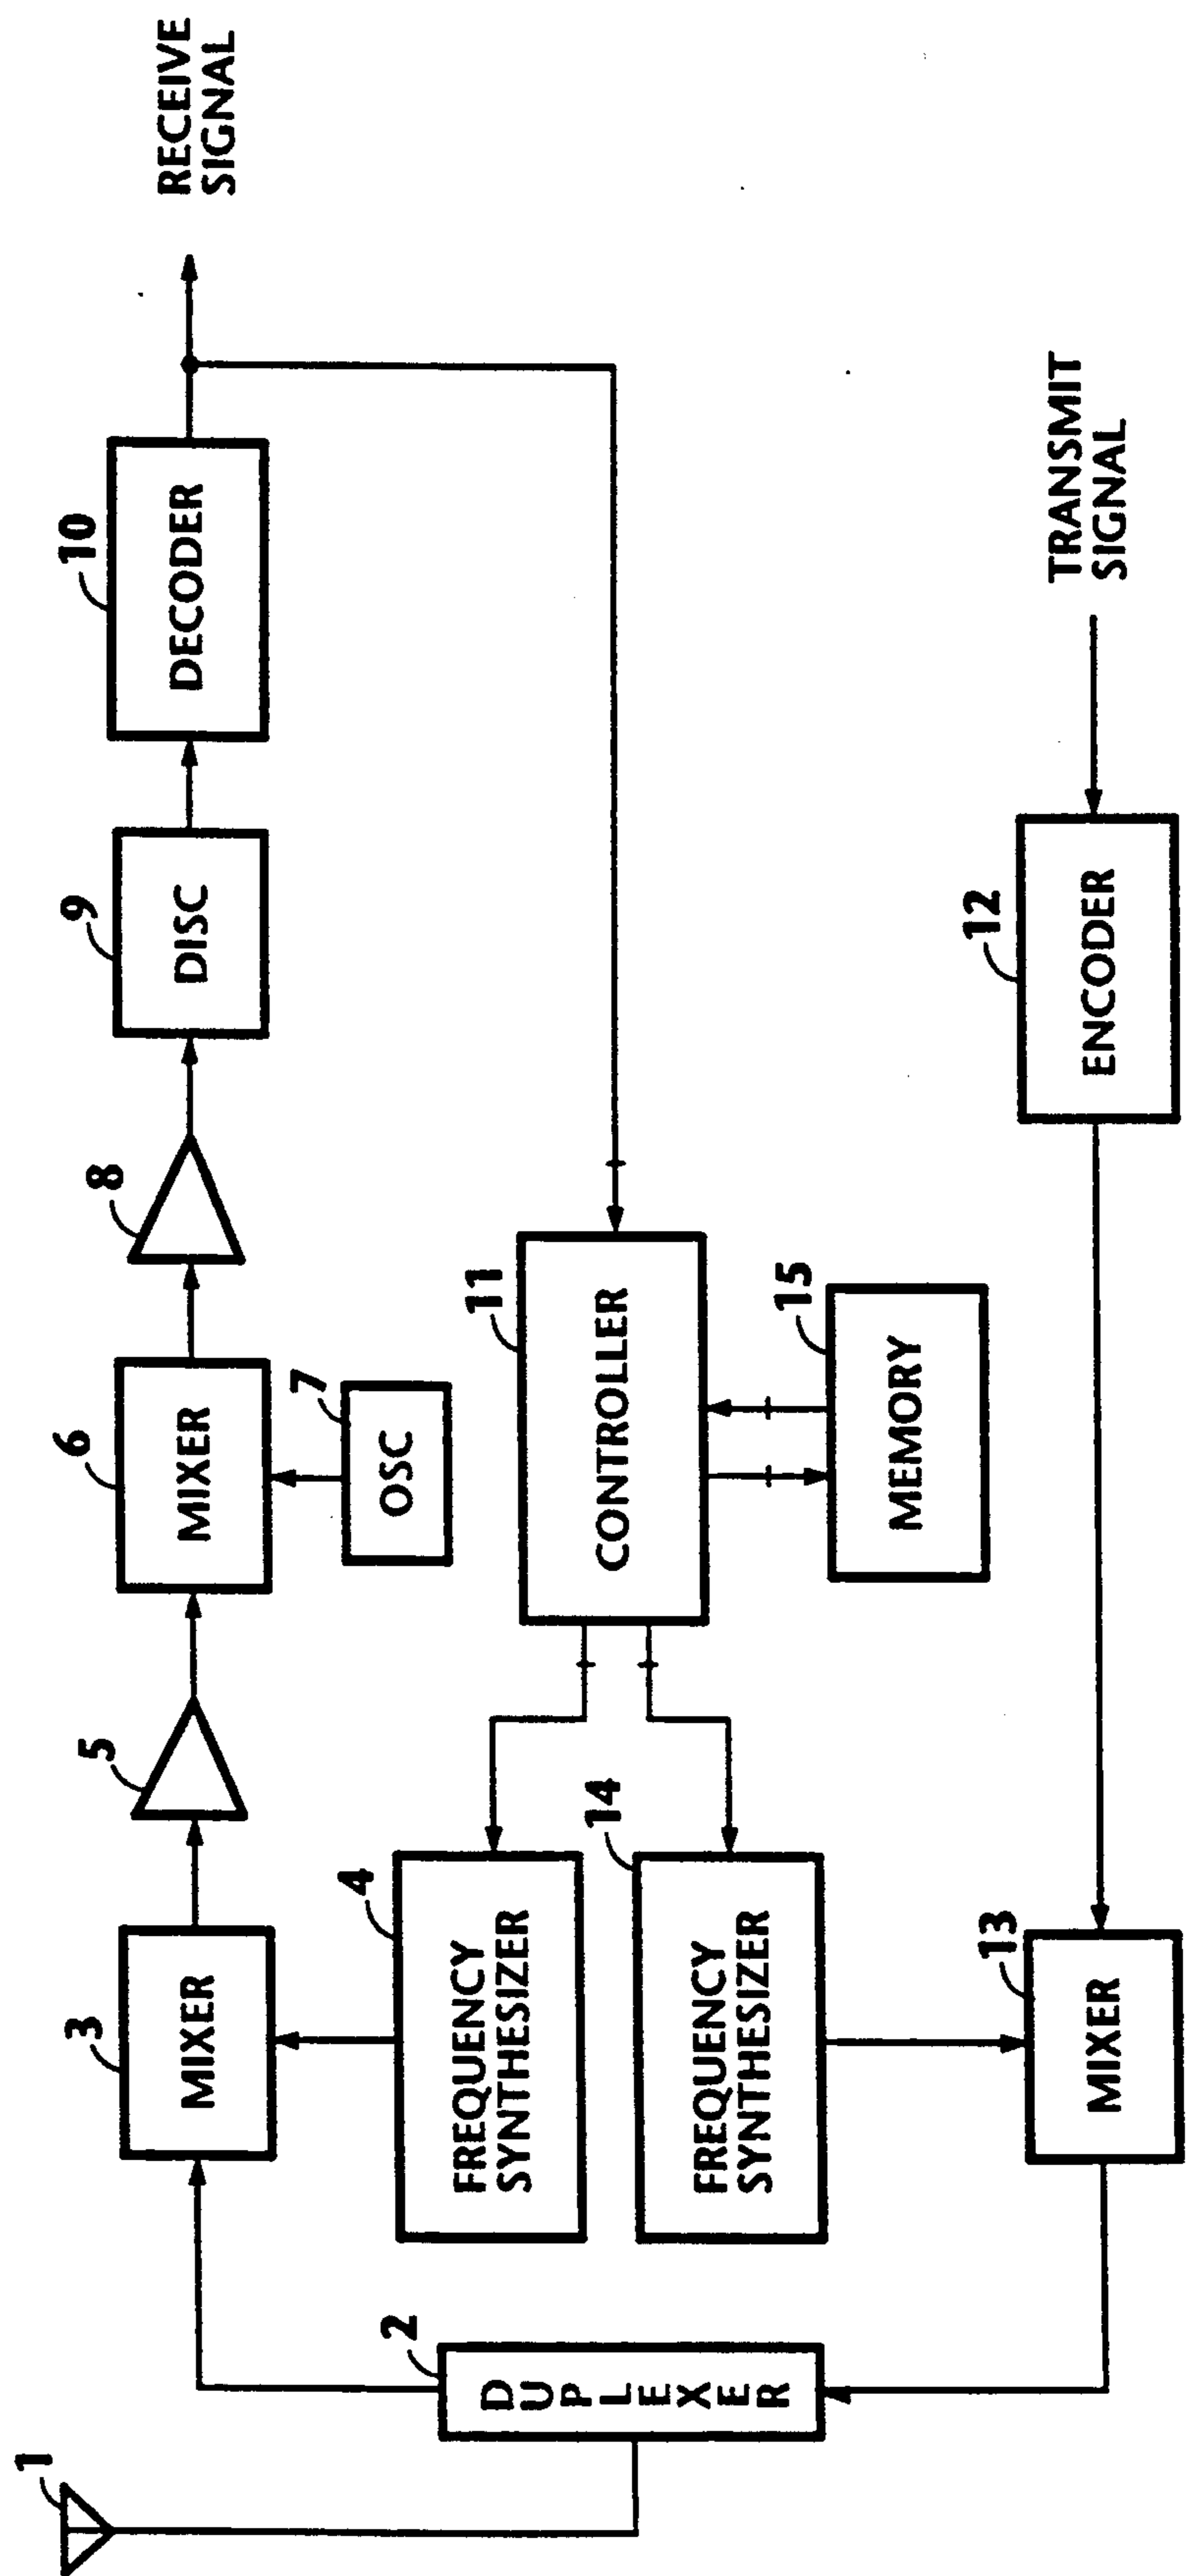 1
2
DUPLEXER
3
MIXER
4
FREQUENCY
SYNTHESIZER
5
6
MIXER
7
OSC
8
9
DISC
10
DECODER
RECEIVE
SIGNAL
11
CONTROLLER
15
MEMORY
14
FREQUENCY
SYNTHESIZER
13
MIXER
12
ENCODER
TRANSMIT
SIGNAL